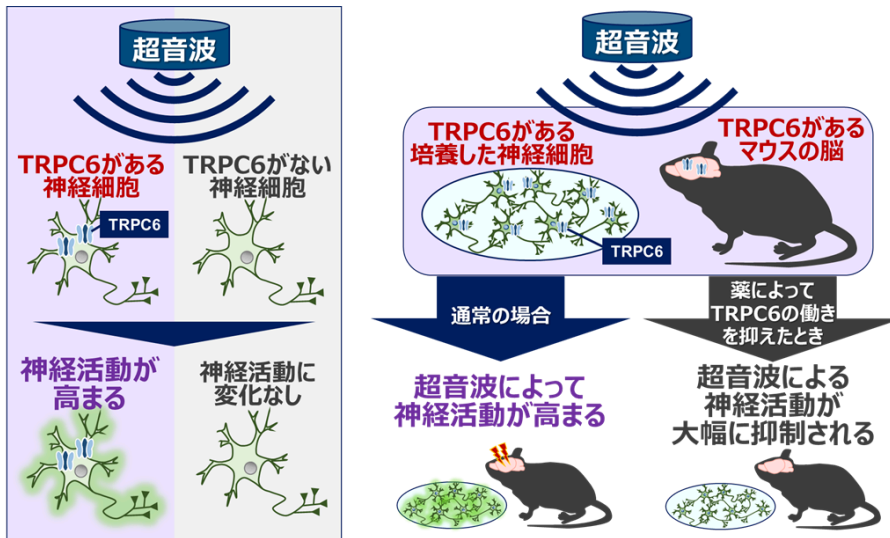 超音波
TRPC6がある
神経細胞
TRPC6がない
神経細胞
TRPC6
神経活動が
高まる
神経活動に
変化なし
超音波
TRPC6がある
培養した神経細胞
TRPC6がある
マウスの脳
TRPC6
通常の場合
薬によって
TRPC6の働き
を抑えたとき
超音波によって
神経活動が高まる
超音波による
神経活動が
大幅に抑制される